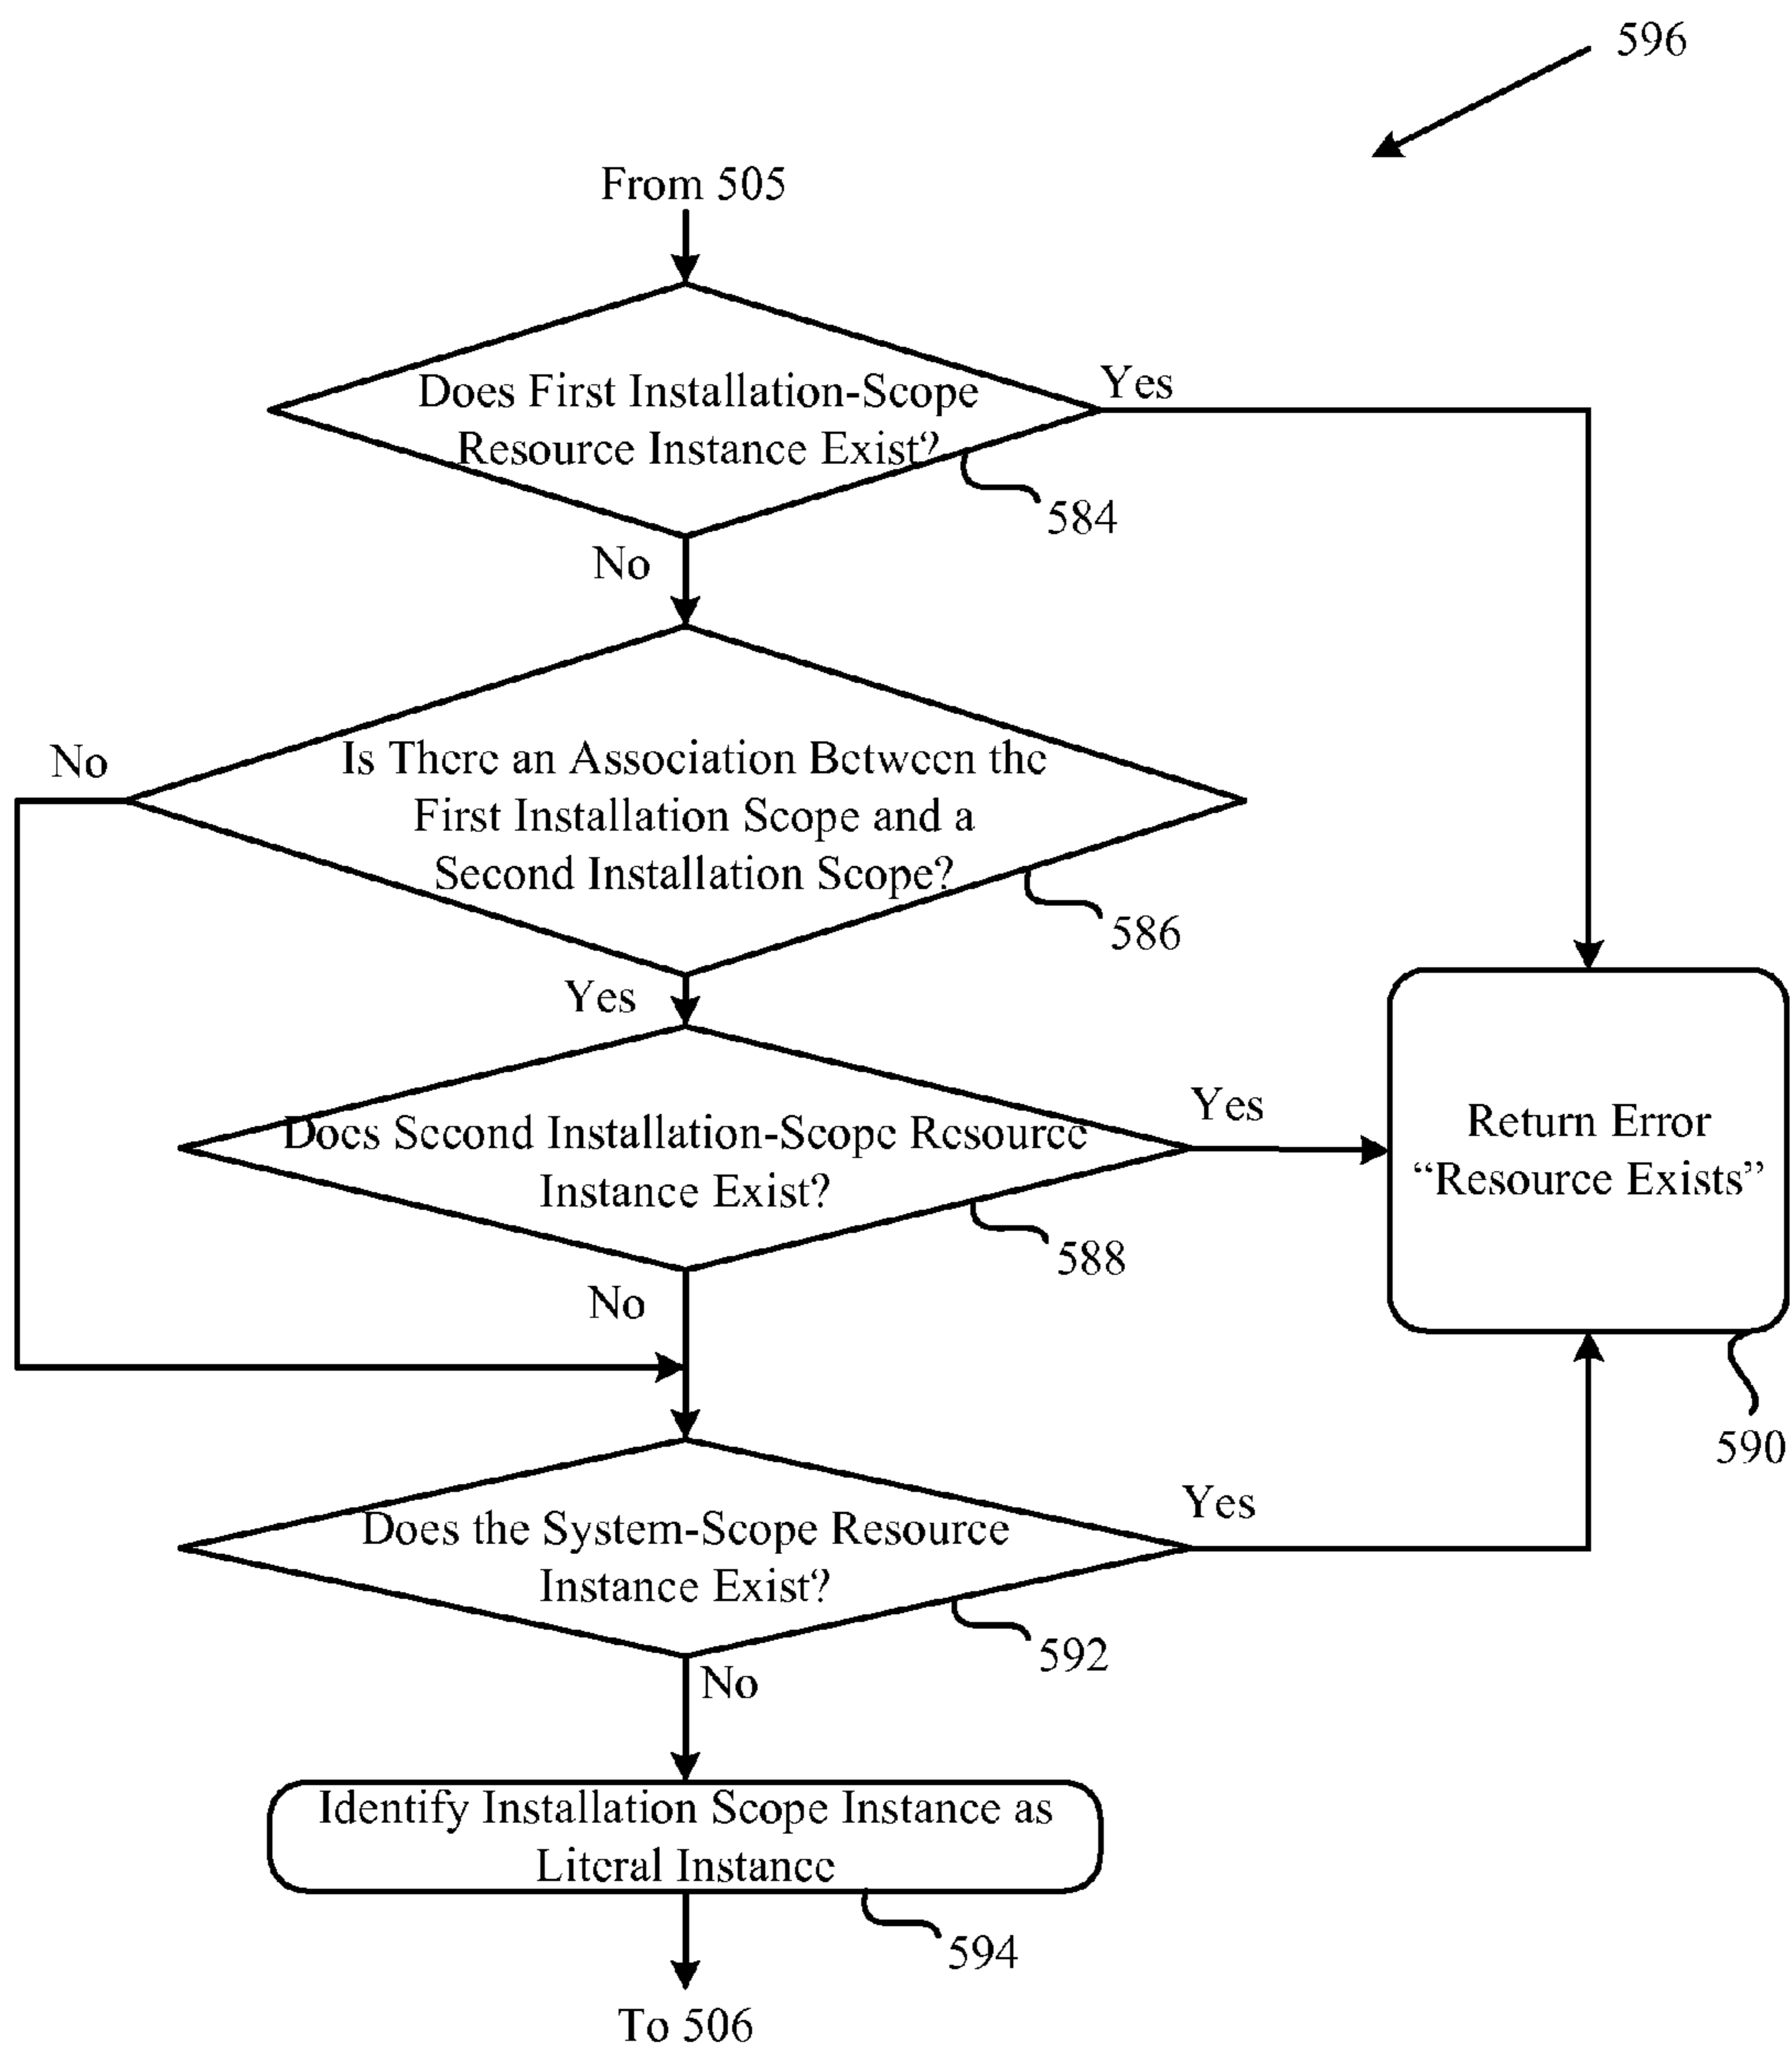 596
From 505
Does First Installation-Scope
Resource Instance Exist?
Yes
584
No
Is There an Association Between the
First Installation Scope and a
Second Installation Scope?
No
586
Yes
Does Second Installation-Scope Resource
Instance Exist?
Yes
588
No
Return Error
“Resource Exists”
590
Does the System-Scope Resource
Instance Exist?
Yes
592
No
Identify Installation Scope Instance as
Literal Instance
594
To 506